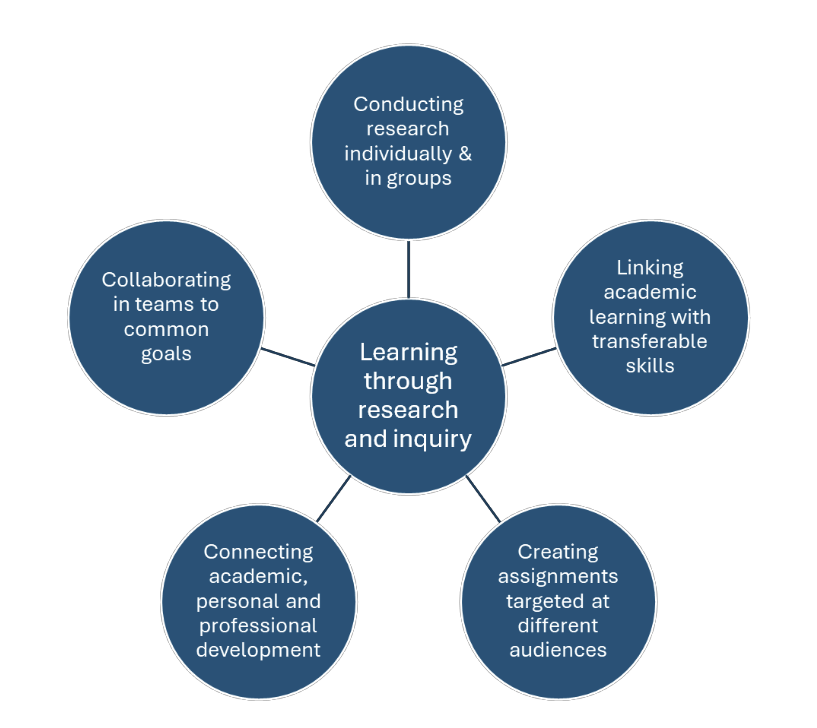 Conducting
research
individually &
in groups
Collaborating
in teams to
common
goals
Linking
academic
learning with
transferable
skills
Learning
through
research
and inquiry
Connecting
academic,
personal and
professional
development
Creating
assignments
targeted at
different
audiences